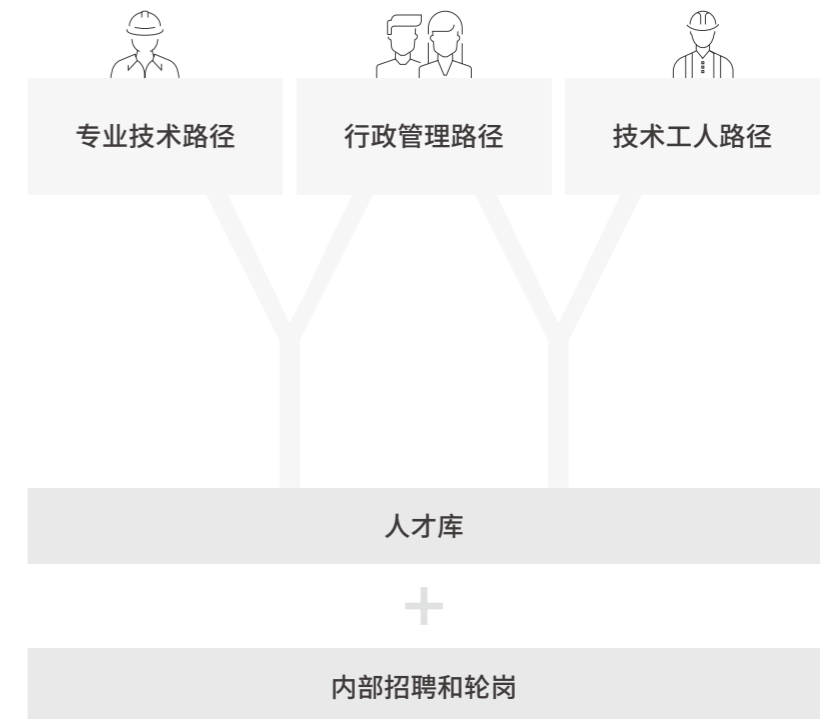 专业技术路径
行政管理路径
技术工人路径
人才库
内部招聘和轮岗